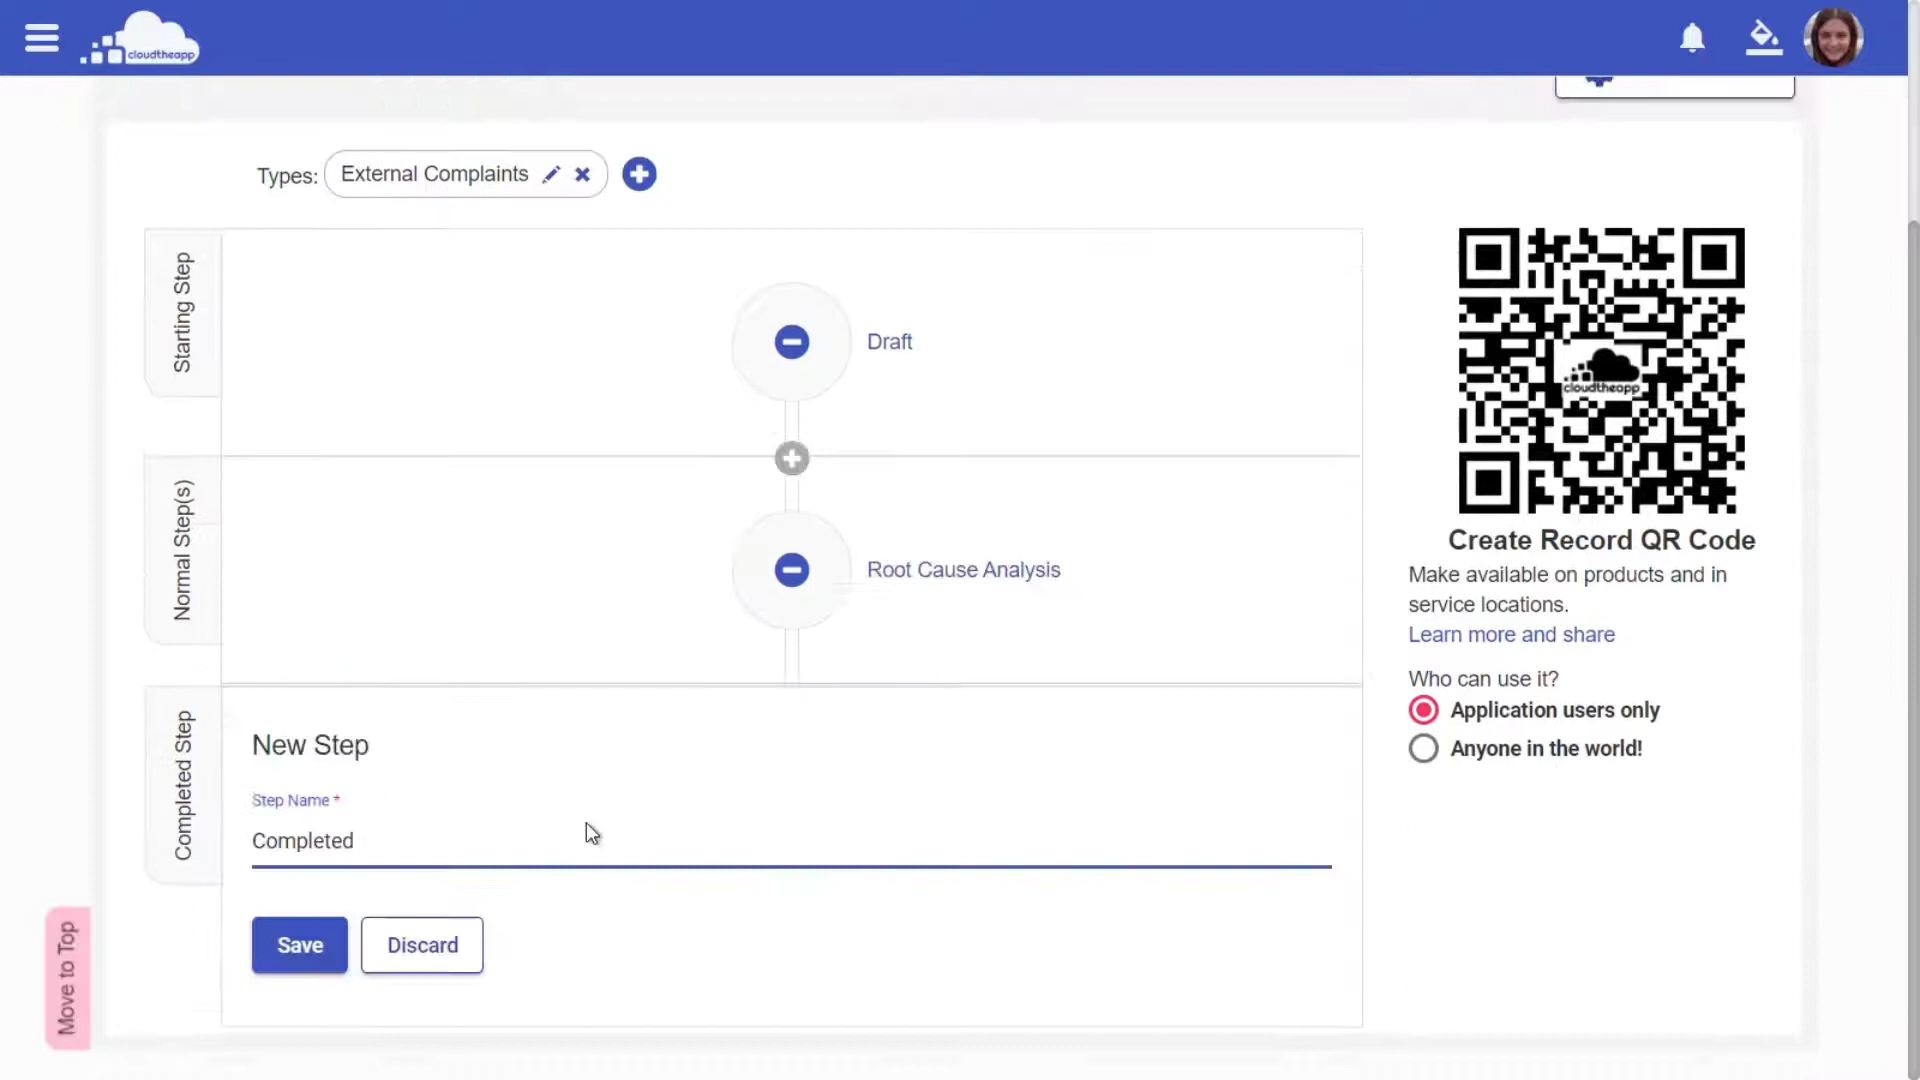 cloudtheapp
Types:
External Complaints
Starting Step
Draft
Normal Step(s)
Root Cause Analysis
Completed Step
New Step
Step Name *
Completed
Save
Discard
Move to Top
cloudtheapp
Create Record QR Code
Make available on products and in
service locations.
Learn more and share
Who can use it?
Application users only
Anyone in the world!